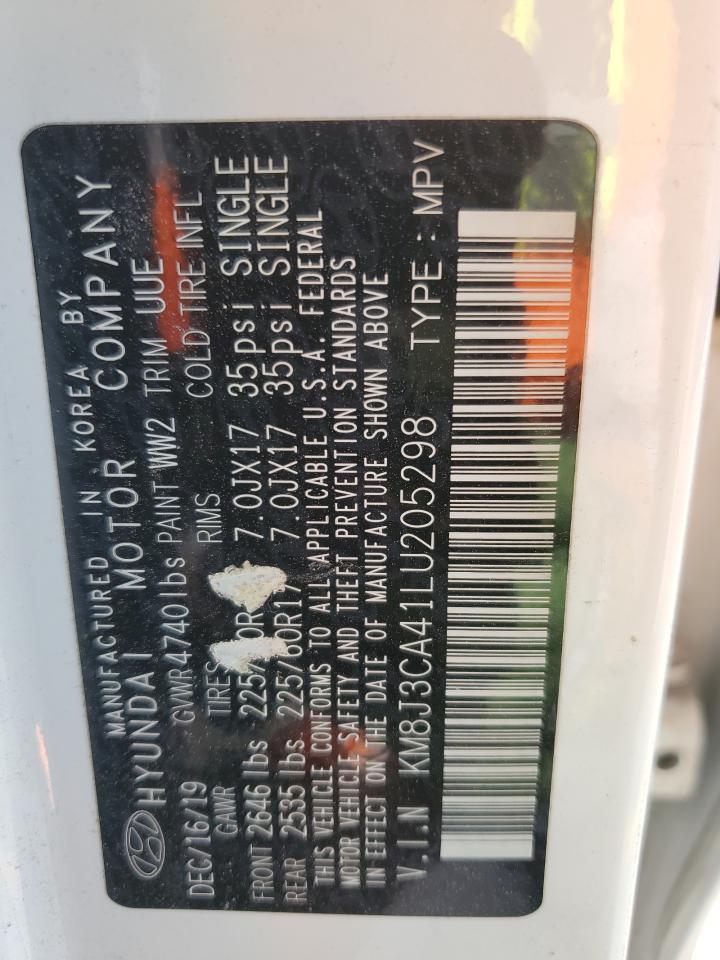 MANUFACTURED IN KOREA BY
HYUNDAI MOTOR COMPANY
DEC/16/19 GVWR 4740 lbs PAINT WW2 TRIM UUE
GAWR TIRES RIMS COLD TIRE INFL
FRONT 2646 lbs 7.0JX17 35psi SINGLE
REAR 2535 lbs 225/60R17 7.0JX17 35psi SINGLE
THIS VEHICLE CONFORMS TO ALL APPLICABLE U.S.A. FEDERAL
MOTOR VEHICLE SAFETY AND THEFT PREVENTION STANDARDS
IN EFFECT ON THE DATE OF MANUFACTURE SHOWN ABOVE
V.I.N KM8J3CA41LU205298 TYPE : MPV